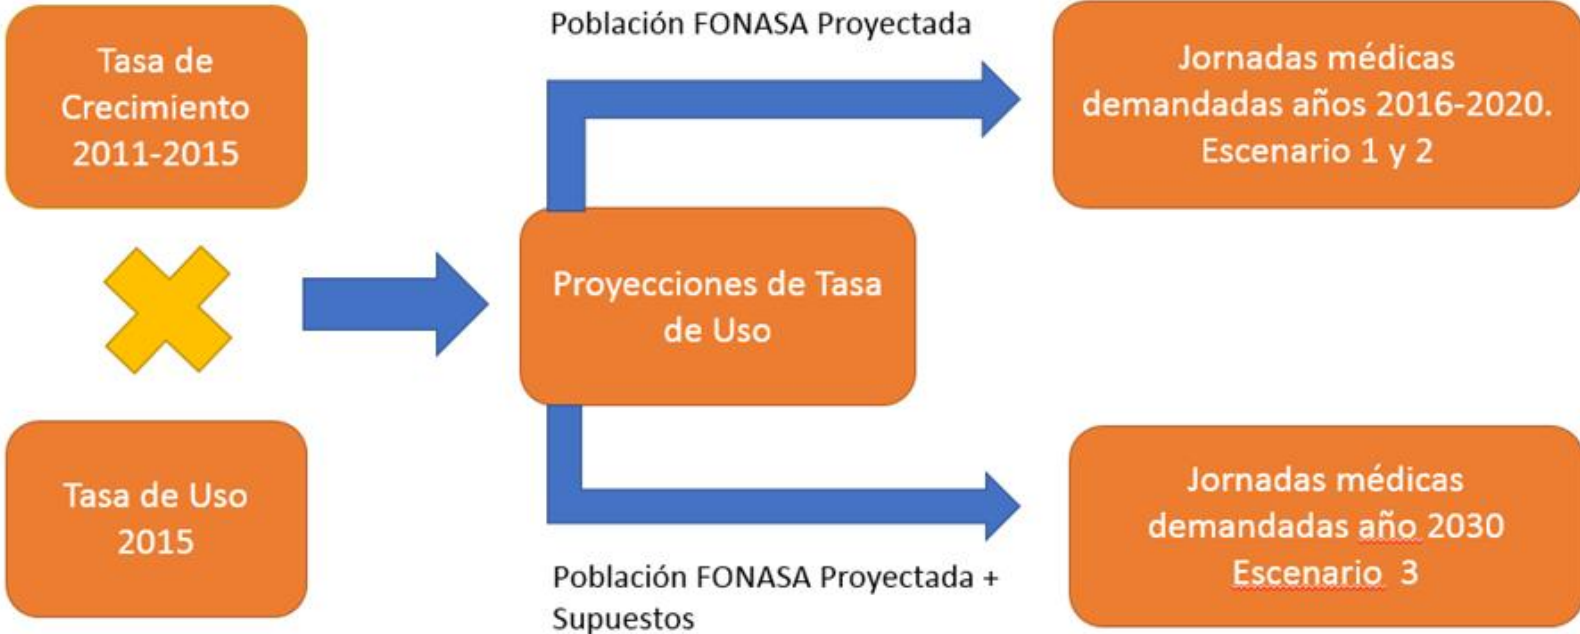 Tasa de
Crecimiento
2011-2015
Tasa de Uso
2015
Proyecciones de Tasa
de Uso
Población FONASA Proyectada
Jornadas médicas
demandadas años 2016-2020.
Escenario 1 y 2
Población FONASA Proyectada +
Supuestos
Jornadas médicas
demandadas año 2030
Escenario 3